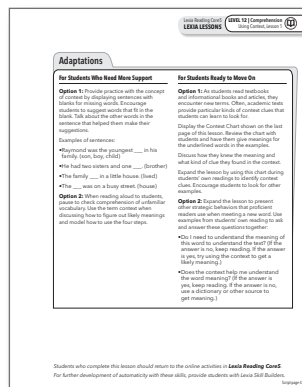 Lexia Reading Core5
LEXIA LESSONS
LEVEL 12 | Comprehension
Using Context, Lesson 1
Adaptations
For Students Who Need More Support
Option 1: Provide practice with the concept
of context by displaying sentences with
blanks for missing words. Encourage
students to suggest words that fit in the
blank. Talk about the other words in the
sentence that helped them make their
suggestions.
Examples of sentences:
•Raymond was the youngest ___ in his
family. (son, boy, child)
•He had two sisters and one ___. (brother)
•The family ___ in a little house. (lived)
•The ___ was on a busy street. (house)
Option 2: When reading aloud to students,
pause to check comprehension of unfamiliar
vocabulary. Use the term context when
discussing how to figure out likely meanings
and model how to use the four steps.
For Students Ready to Move On
Option 1: As students read textbooks
and informational books and articles, they
encounter new terms. Often, academic texts
provide particular kinds of context clues that
students can learn to look for.
Display the Context Chart shown on the last
page of this lesson. Review the chart with
students and have them give meanings for
the underlined words in the examples.
Discuss how they knew the meaning and
what kind of clue they found in the context.
Expand the lesson by using this chart during
students' own readings to identify context
clues. Encourage students to look for other
examples.
Option 2: Expand the lesson to present
other strategic behaviors that proficient
readers use when meeting a new word. Use
examples from students' own reading to ask
and answer these questions together:
•Do I need to understand the meaning of
this word to understand the text? (If the
answer is no, keep reading. If the answer
is yes, try using the context to get a
likely meaning.)
•Does the context help me understand
the word meaning? (If the answer is
yes, keep reading. If the answer is no,
use a dictionary or other source to
get meaning.)
Students who complete this lesson should return to the online activities in Lexia Reading Core5.
For further development of automaticity with these skills, provide students with Lexia Skill Builders.